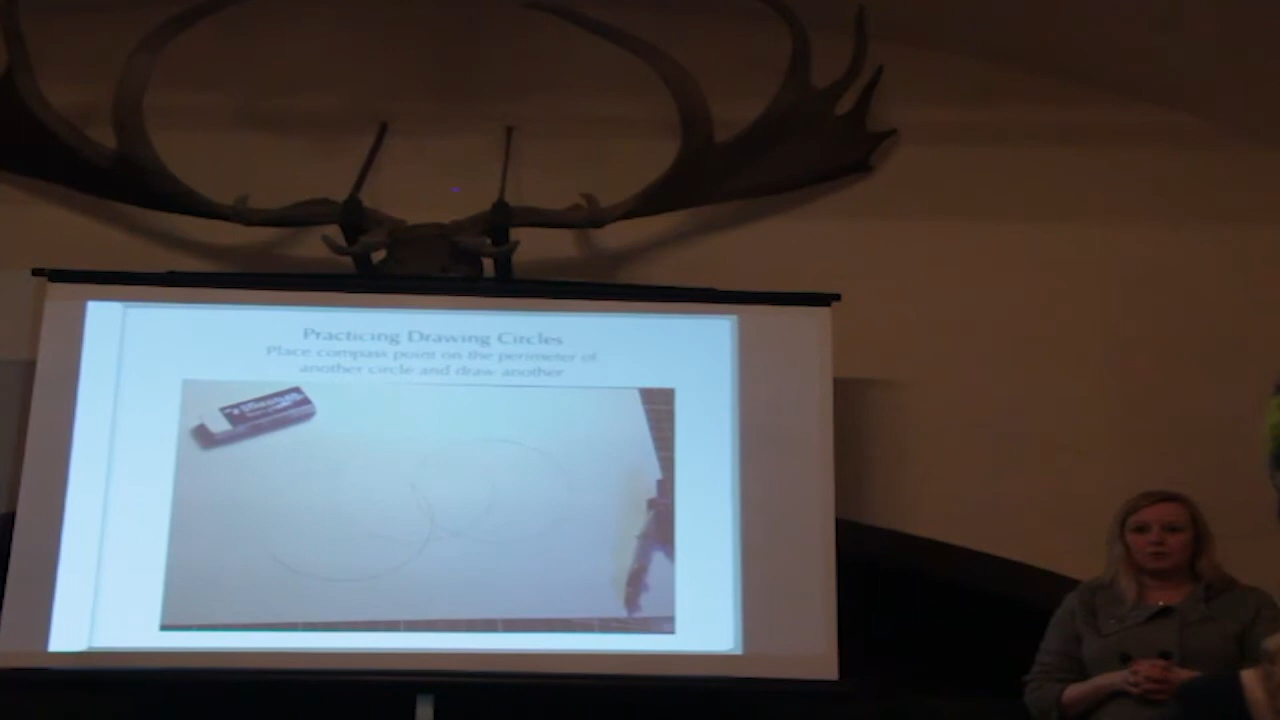 Practicing Drawing Circles
Place compass point on the perimeter of
another circle and draw another